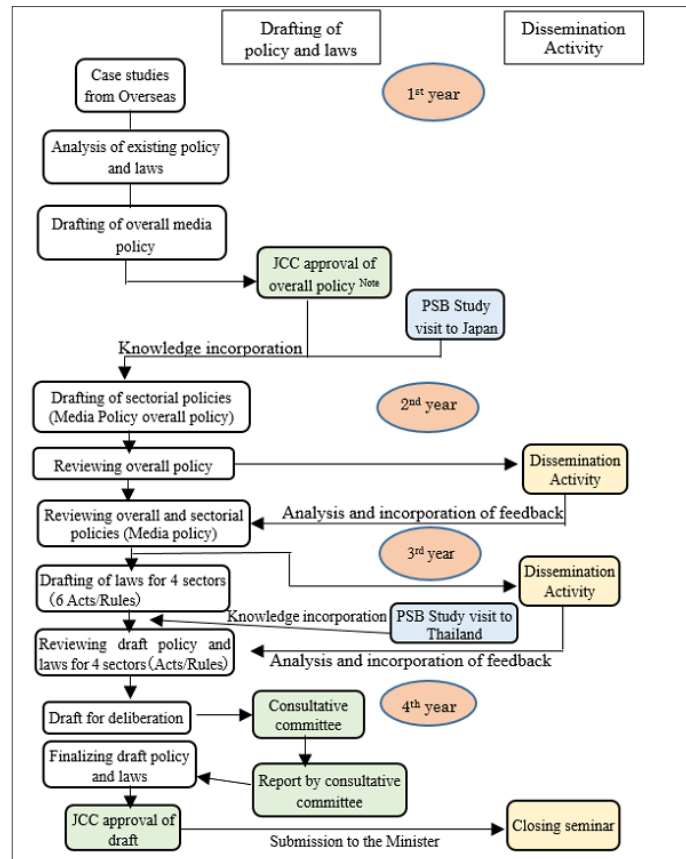 Drafting of
policy and laws
Dissemination
Activity
Case studies
from Overseas
1st year
Analysis of existing policy
and laws
Drafting of overall media
policy
JCC approval of
overall policy Note
PSB Study
visit to Japan
Knowledge incorporation
Drafting of sectorial policies
(Media Policy overall policy)
2nd year
Reviewing overall policy
Dissemination
Activity
Analysis and incorporation of feedback
Reviewing overall and sectorial
policies (Media policy)
3rd year
Drafting of laws for 4 sectors
(6 Acts/Rules)
Dissemination
Activity
Knowledge incorporation
PSB Study visit to
Thailand
Reviewing draft policy and
laws for 4 sectors (Acts/Rules)
Analysis and incorporation of feedback
4th year
Draft for deliberation
Consultative
committee
Finalizing draft policy
and laws
Report by consultative
committee
JCC approval of
draft
Submission to the Minister
Closing seminar